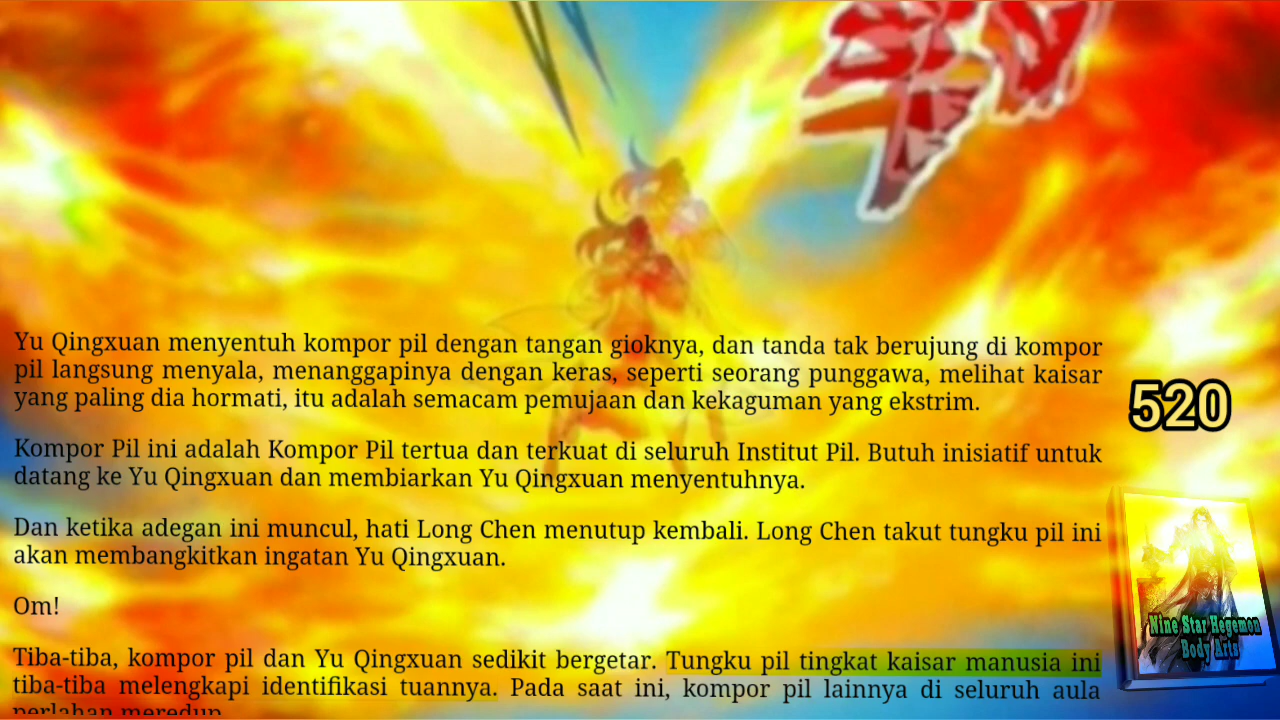 Yu Qingxuan menyentuh kompor pil dengan tangan gioknya, dan tanda tak berujung di kompor
pil langsung menyala, menanggapinya dengan keras, seperti seorang punggawa, melihat kaisar
yang paling dia hormati, itu adalah semacam pemujaan dan kekaguman yang ekstrim.
Kompor Pil ini adalah Kompor Pil tertua dan terkuat di seluruh Institut Pil. Butuh inisiatif untuk
datang ke Yu Qingxuan dan membiarkan Yu Qingxuan menyentuhnya.
Dan ketika adegan ini muncul, hati Long Chen menutup kembali. Long Chen takut tungku pil ini
akan membangkitkan ingatan Yu Qingxuan.
Om!
Tiba-tiba, kompor pil dan Yu Qingxuan sedikit bergetar. Tungku pil tingkat kaisar manusia ini
tiba-tiba melengkapi identifikasi tuannya. Pada saat ini, kompor pil lainnya di seluruh aula
perlahan meredup
520
Nine Star Hegemon
Body Arts